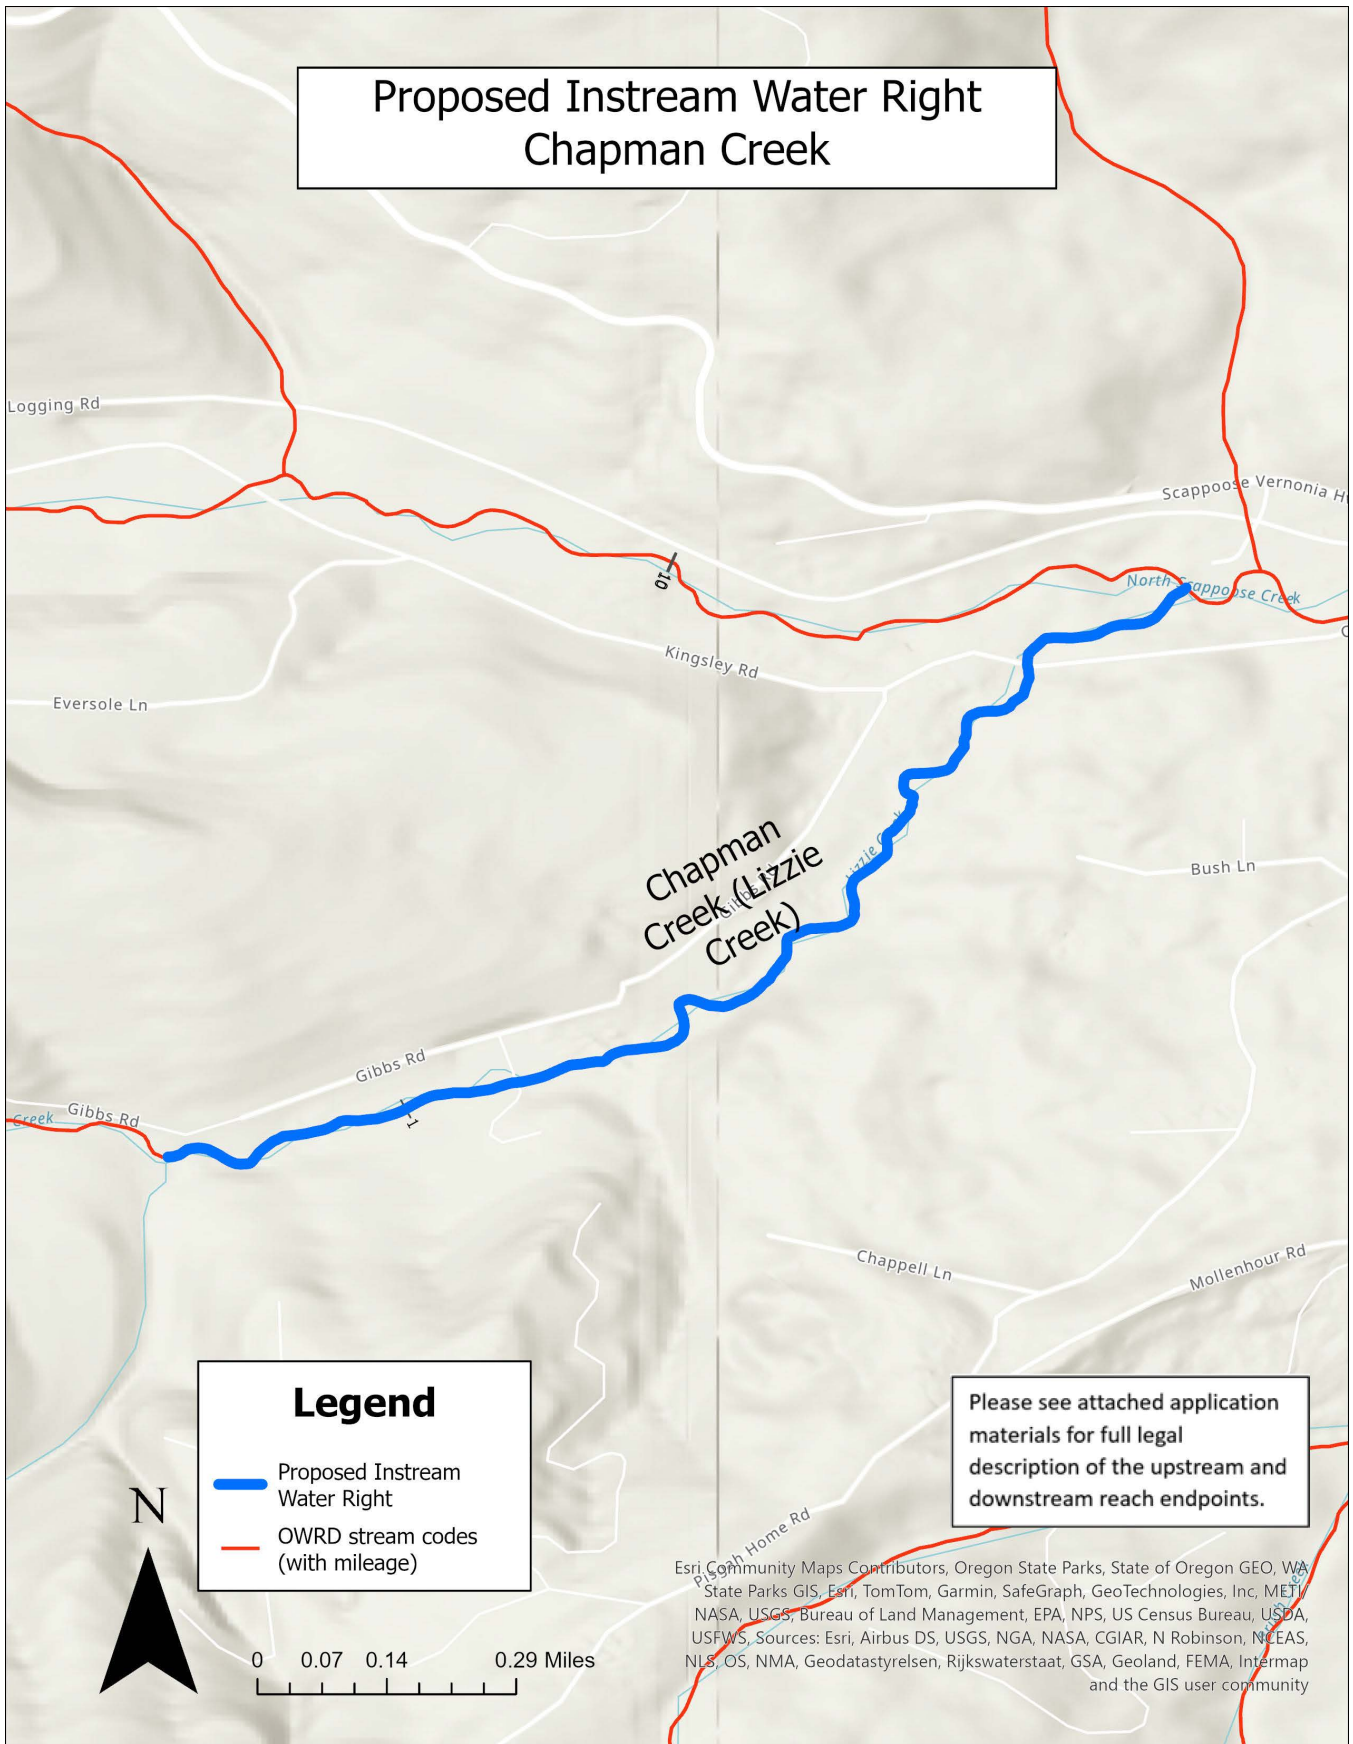 Proposed Instream Water Right
Chapman Creek
Logging Rd
Scappoose Vernonia H
North Scappoose Creek
10
Kingsley Rd
Eversole Ln
Chapman
Creek (Lizzie
Creek)
Lizzie Creek
Gibbs Rd
Bush Ln
Gibbs Rd
1
Creek
Gibbs Rd
Chappell Ln
Mollenhour Rd
Legend
Proposed Instream
Water Right
OWRD stream codes
(with mileage)
Please see attached application
materials for full legal
description of the upstream and
downstream reach endpoints.
N
Pisgah Home Rd
0 0.07 0.14 0.29 Miles
Esri Community Maps Contributors, Oregon State Parks, State of Oregon GEO, WA
State Parks GIS, Esri, TomTom, Garmin, SafeGraph, GeoTechnologies, Inc, METI/
NASA, USGS, Bureau of Land Management, EPA, NPS, US Census Bureau, USDA,
USFWS, Sources: Esri, Airbus DS, USGS, NGA, NASA, CGIAR, N Robinson, NCEAS,
NLS, OS, NMA, Geodatastyrelsen, Rijkswaterstaat, GSA, Geoland, FEMA, Intermap
and the GIS user community